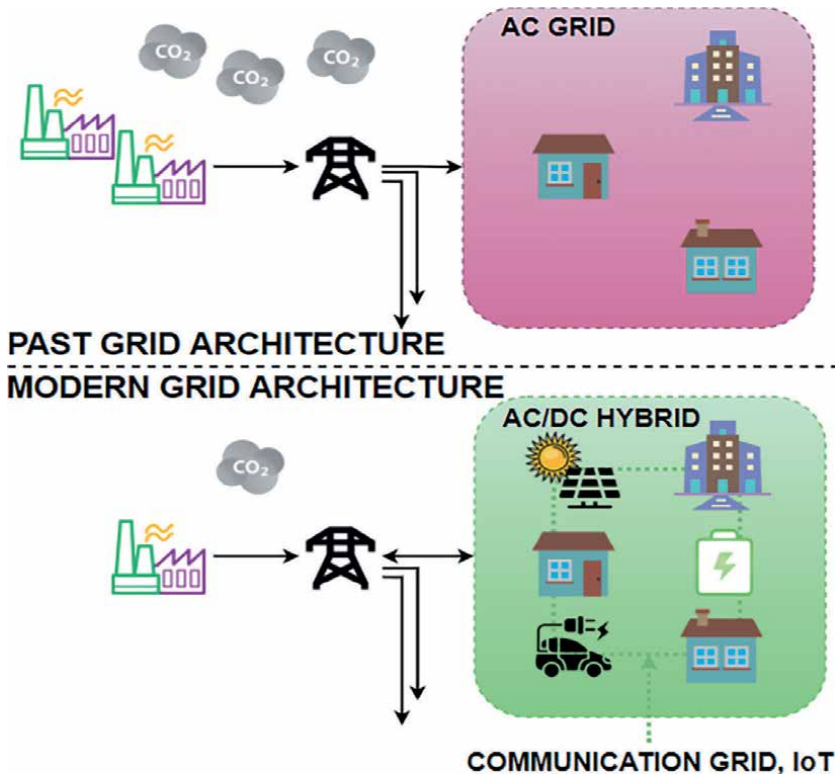 CO₂ CO₂ CO₂
AC GRID
PAST GRID ARCHITECTURE
MODERN GRID ARCHITECTURE
AC/DC HYBRID
CO₂
COMMUNICATION GRID, IoT